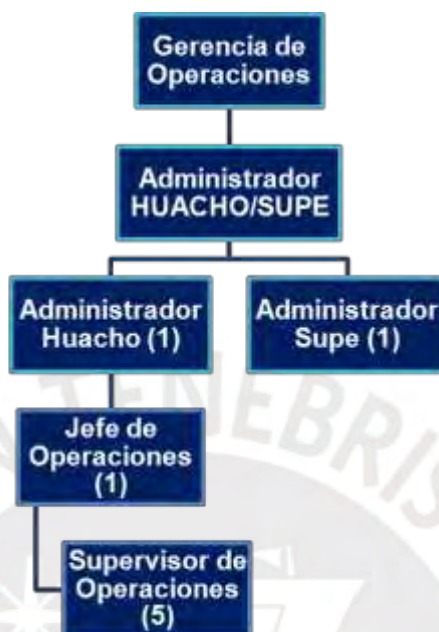 Gerencia de
Operaciones
Administrador
HUACHO/SUPE
Administrador
Huacho (1)
Administrador
Supe (1)
Jefe de
Operaciones
(1)
Supervisor de
Operaciones
(5)
TENEBRIS